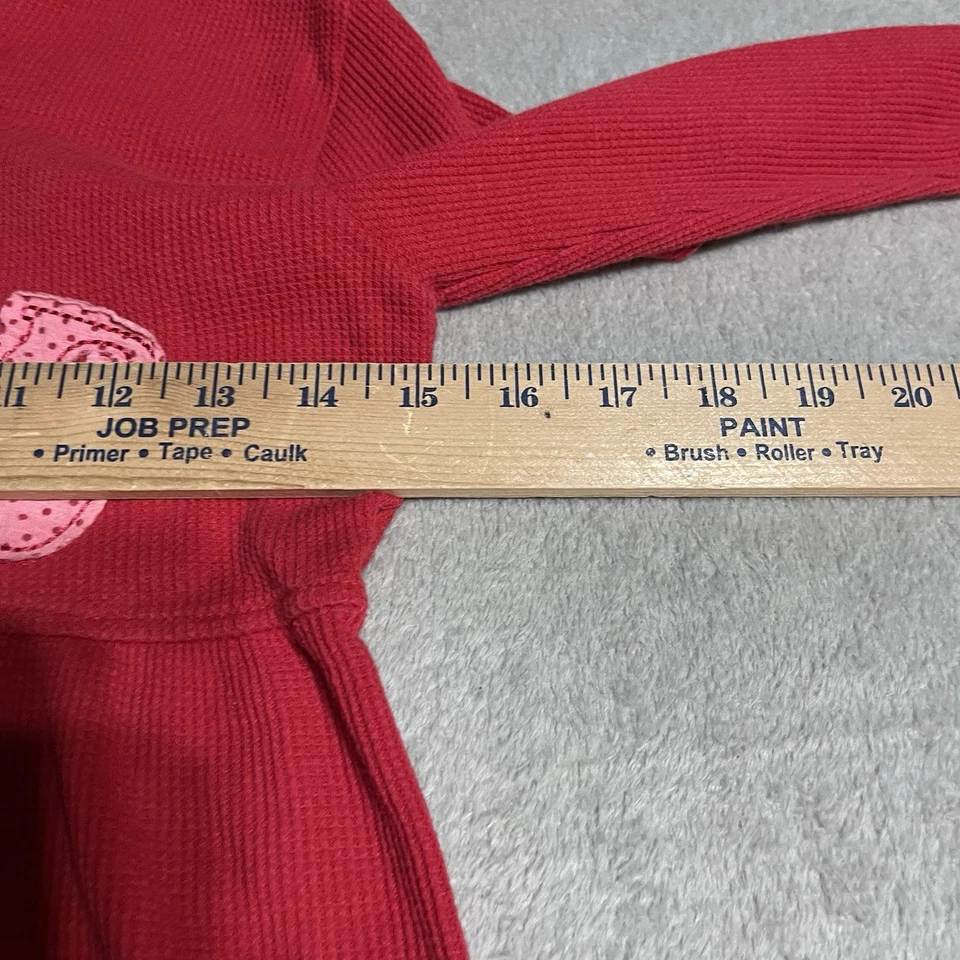 11 12 13 14 15 16 17 18 19 20
JOB PREP PAINT
• Primer • Tape • Caulk • Brush • Roller • Tray